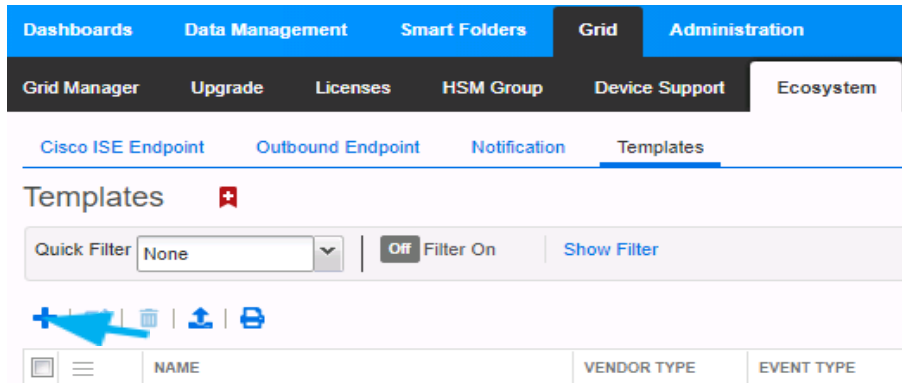 Dashboards Data Management Smart Folders Grid Administration
Grid Manager Upgrade Licenses HSM Group Device Support Ecosystem
Cisco ISE Endpoint Outbound Endpoint Notification Templates
Templates
Quick Filter None Off Filter On Show Filter
NAME VENDOR TYPE EVENT TYPE